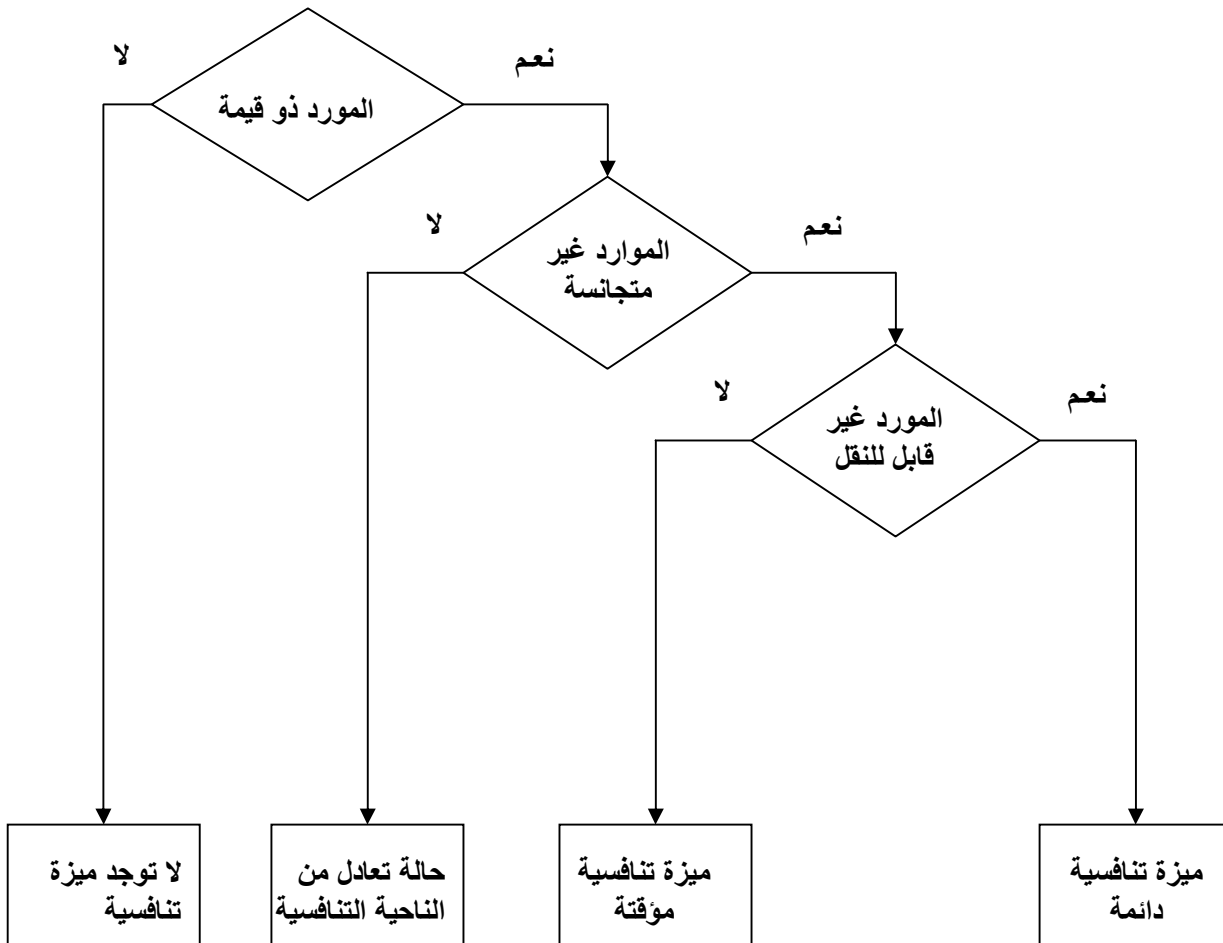 لا
نعم
المورد ذو قيمة
لا
نعم
الموارد غير
متجانسة
لا
نعم
المورد غير
قابل للنقل
ميزة تنافسية
دائمة
ميزة تنافسية
مؤقتة
حالة تعادل من
الناحية التنافسية
لا توجد ميزة
تنافسية